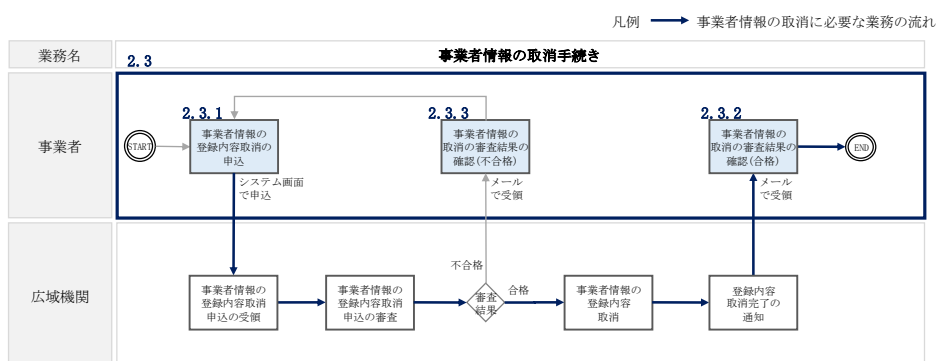 凡例 事業者情報の取消に必要な業務の流れ
業務名
2.3
事業者情報の取消手続き
事業者
START
2.3.1
事業者情報の
登録内容取消の
申込
システム画面
で申込
2.3.3
事業者情報の
取消の審査結果の
確認(不合格)
メール
で受領
2.3.2
事業者情報の
取消の審査結果の
確認(合格)
メール
で受領
END
広域機関
事業者情報の
登録内容取消
申込の受領
事業者情報の
登録内容取消
申込の審査
不合格
審査
結果
合格
事業者情報の
登録内容
取消
登録内容
取消完了の
通知